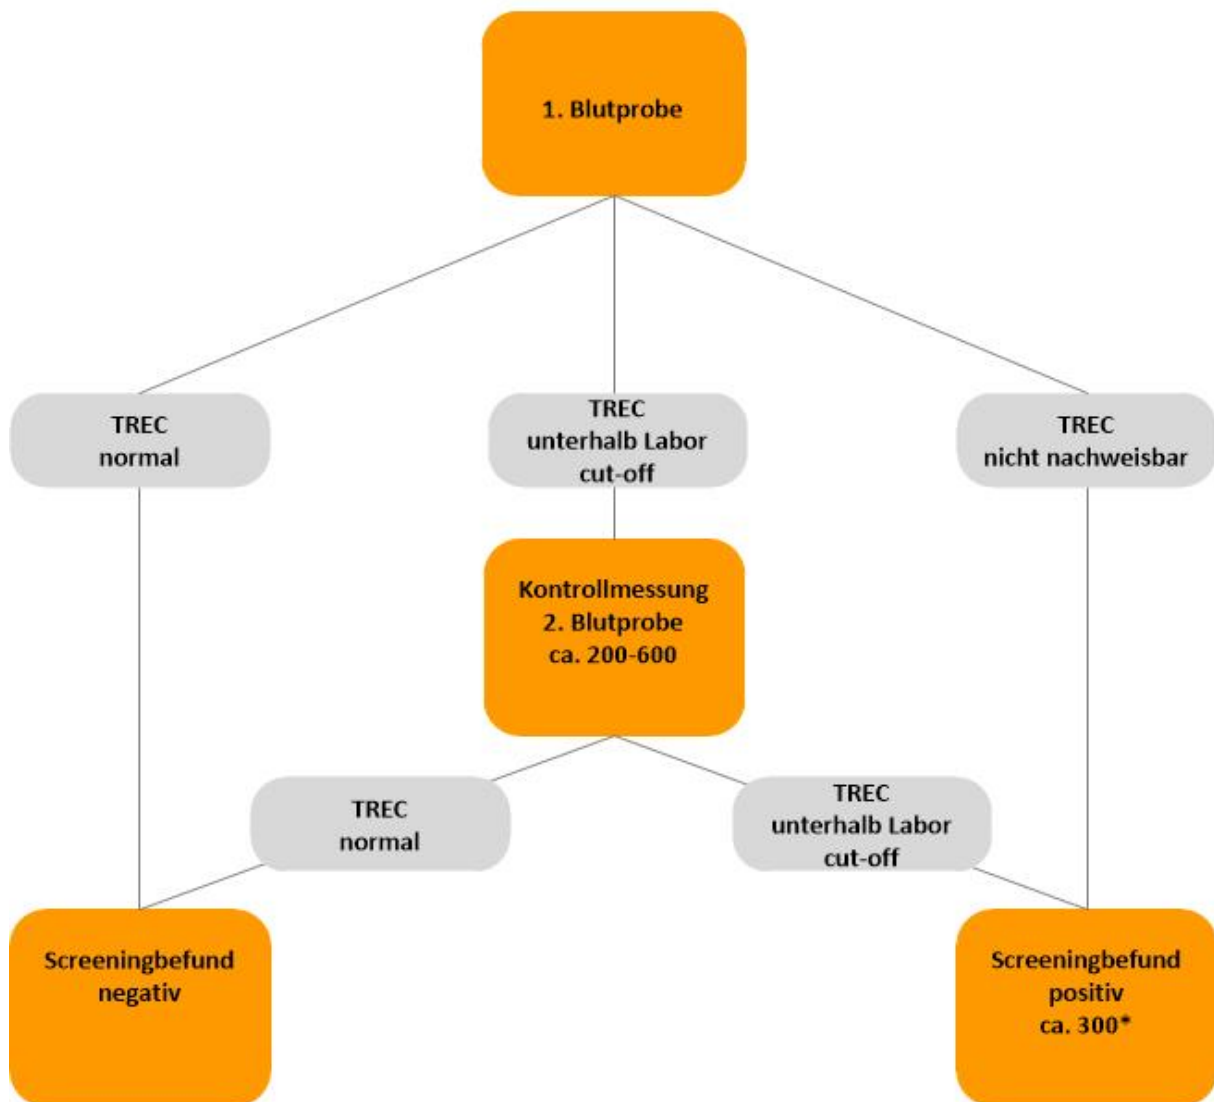 1. Blutprobe
TREC
normal
TREC
unterhalb Labor
cut-off
TREC
nicht nachweisbar
Kontrollmessung
2. Blutprobe
ca. 200-600
TREC
normal
TREC
unterhalb Labor
cut-off
Screeningbefund
negativ
Screeningbefund
positiv
ca. 300*